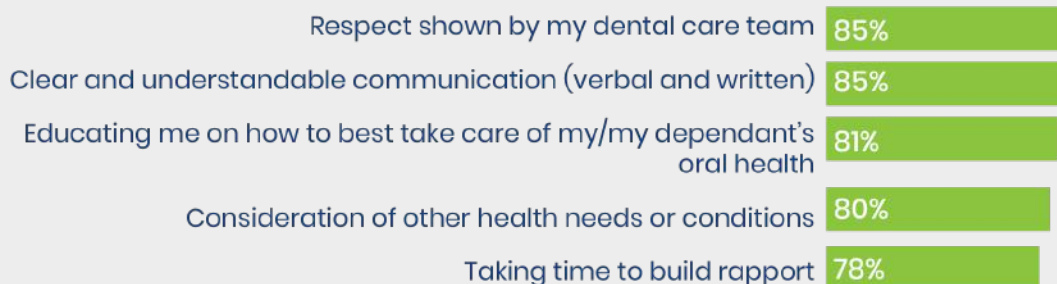 Respect shown by my dental care team 85%
Clear and understandable communication (verbal and written) 85%
Educating me on how to best take care of my/my dependant's 81%
oral health
Consideration of other health needs or conditions 80%
Taking time to build rapport 78%